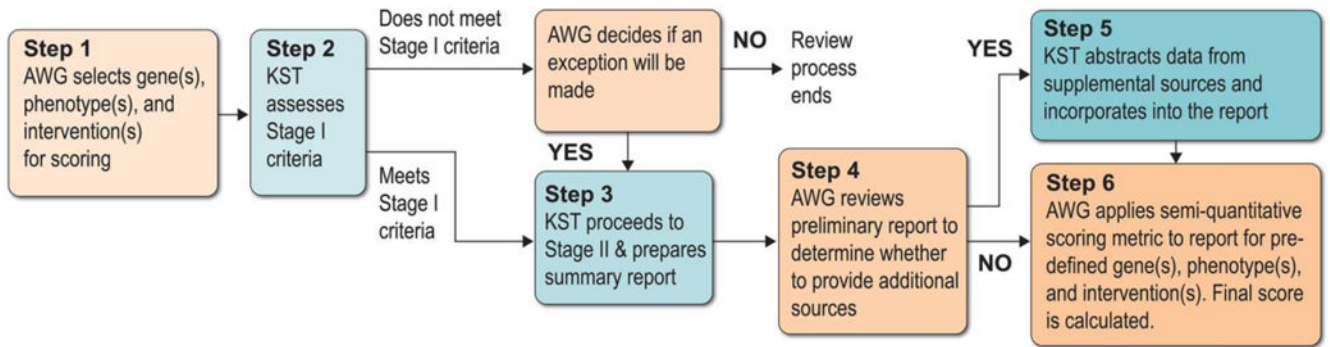 Step 1
AWG selects gene(s),
phenotype(s), and
intervention(s)
for scoring
Step 2
KST
assesses
Stage I
criteria
Does not meet
Stage I criteria
Meets
Stage I
criteria
AWG decides if an
exception will be
made
NO
Review
process
ends
YES
Step 3
KST proceeds to
Stage II & prepares
summary report
Step 4
AWG reviews
preliminary report to
determine whether
to provide additional
sources
YES
NO
Step 5
KST abstracts data from
supplemental sources and
incorporates into the report
Step 6
AWG applies semi-quantitative
scoring metric to report for pre-
defined gene(s), phenotype(s),
and intervention(s). Final score
is calculated.